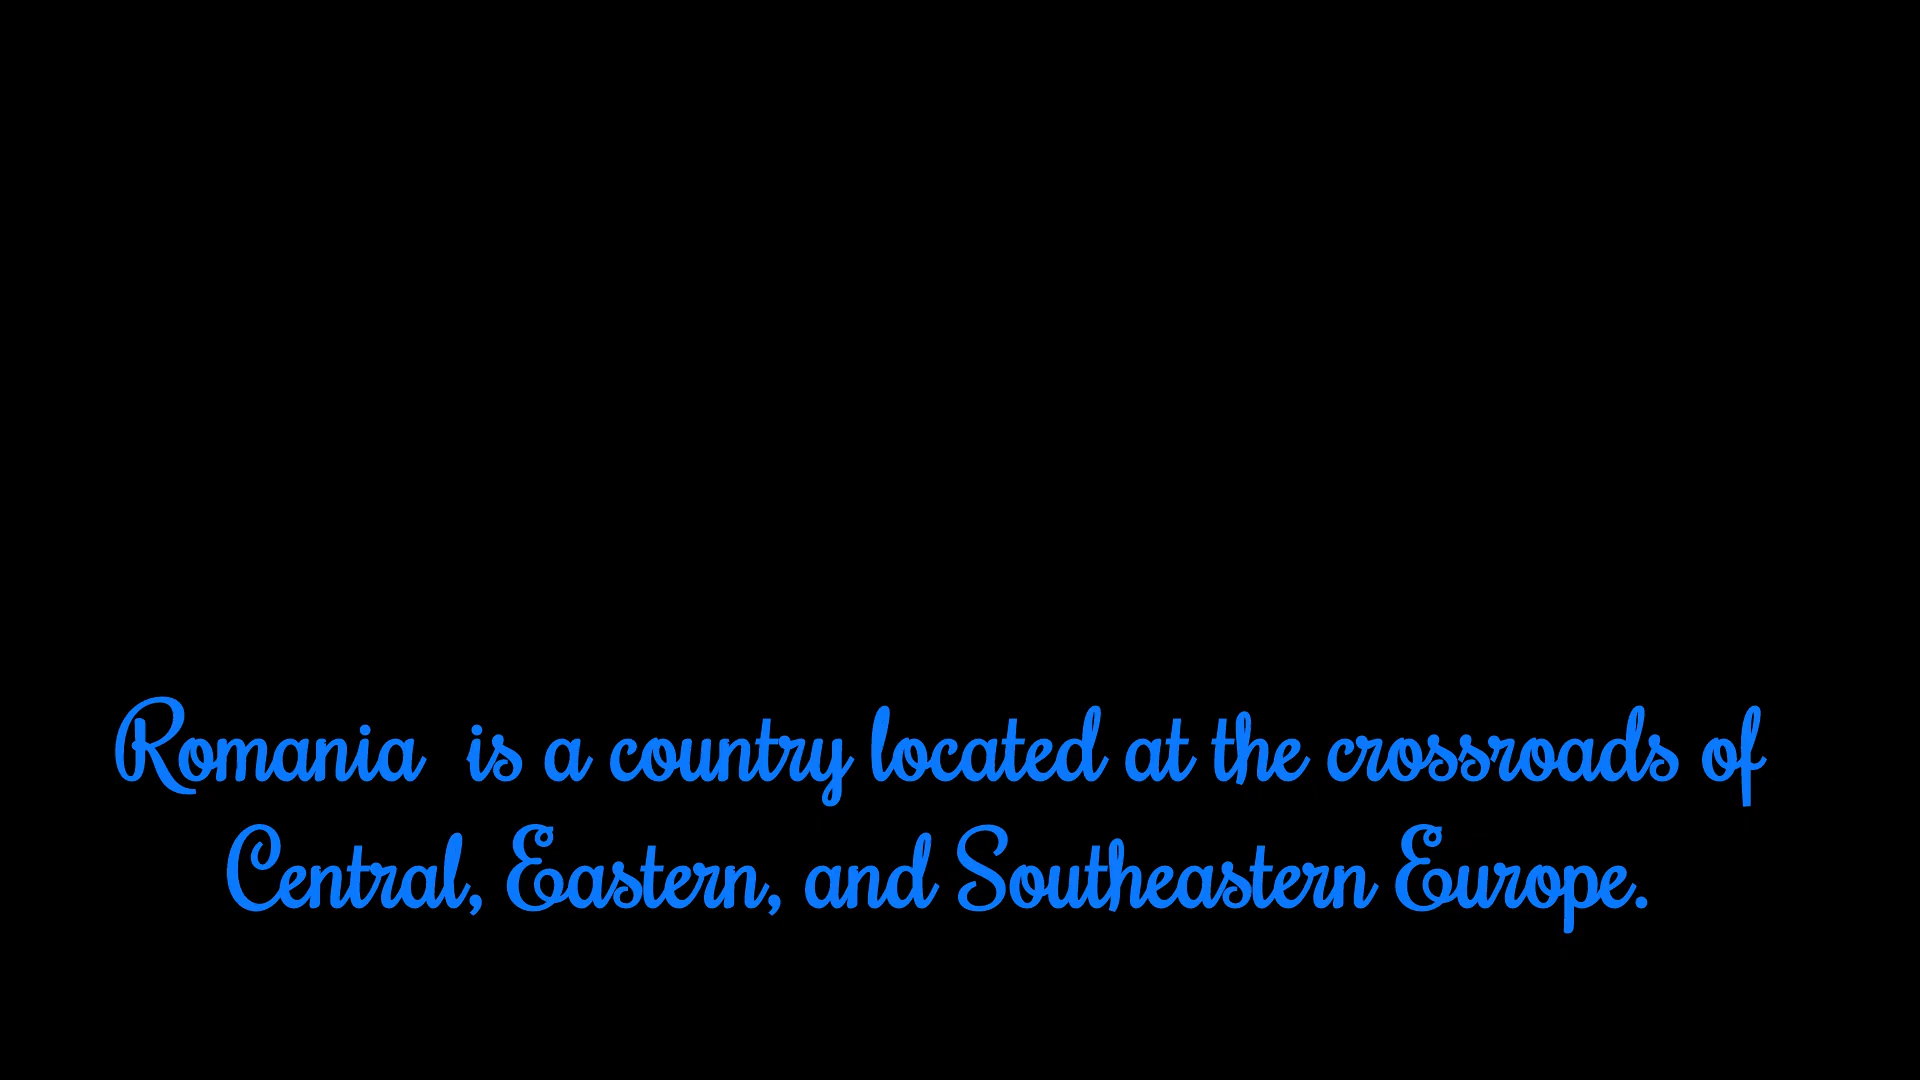 Romania  is a country located at the crossroads of
Central, Eastern, and Southeastern Europe.